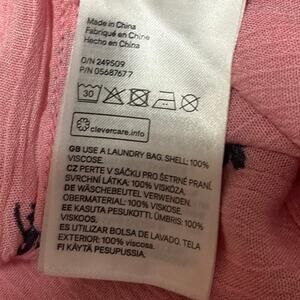 Made in China
Fabriqué en Chine
Hecho en China
O/N 249509
P/N 05687677
30
clevercare.info
GB USE A LAUNDRY BAG. SHELL: 100%
VISCOSE.
CZ PERTE V SÁČKU PRO ŠETRNÉ PRANÍ.
SVRCHNÍ LÁTKA: 100% VISKÓZA.
DE WÄSCHEBEUTEL VERWENDEN.
OBERMATERIAL: 100% VISKOSE.
EE KASUTA PESUKOTTI. ÜMBRIS: 100%
VISKOOS.
ES UTILIZAR BOLSA DE LAVADO. TELA
EXTERIOR: 100% viscosa.
FI KÄYTÄ PESUPUSSIA.